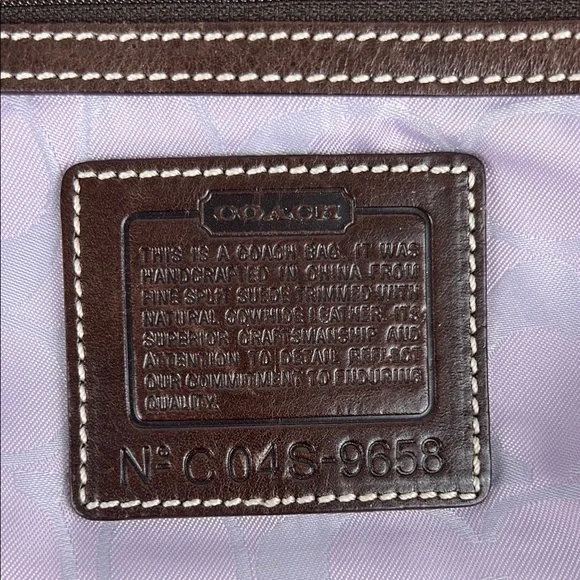 COACH
THIS IS A COACH BAG. IT WAS
HANDCRAFTED IN CHINA FROM
FINE SPLIT SUEDE TRIMMED WITH
NATURAL COWHIDE LEATHER. ITS
SUPERIOR CRAFTSMANSHIP AND
ATTENTION TO DETAIL REFLECT
OUR COMMITMENT TO ENDURING
QUALITY.
Nº C04S-9658